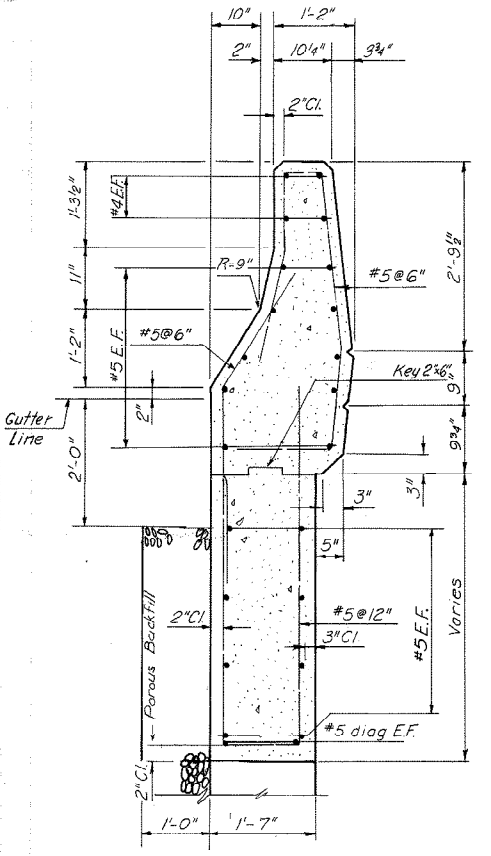 10"
1'-2"
2"
10¼"
3¾"
2"Cl.
#4E.F.
1'-3½"
2'-9½"
11"
R-9"
#5@6"
#5@6"
#5 E.F.
1'-2"
Key 2"x6"
9"
Gutter
Line
2"
9¾"
2'-0"
3"
3"
5"
2"Cl.
#5@12"
3"Cl.
#5 E.F.
Varies
Porous Backfill
#5 diag E.F.
2"Cl.
1'-0"
1'-7"